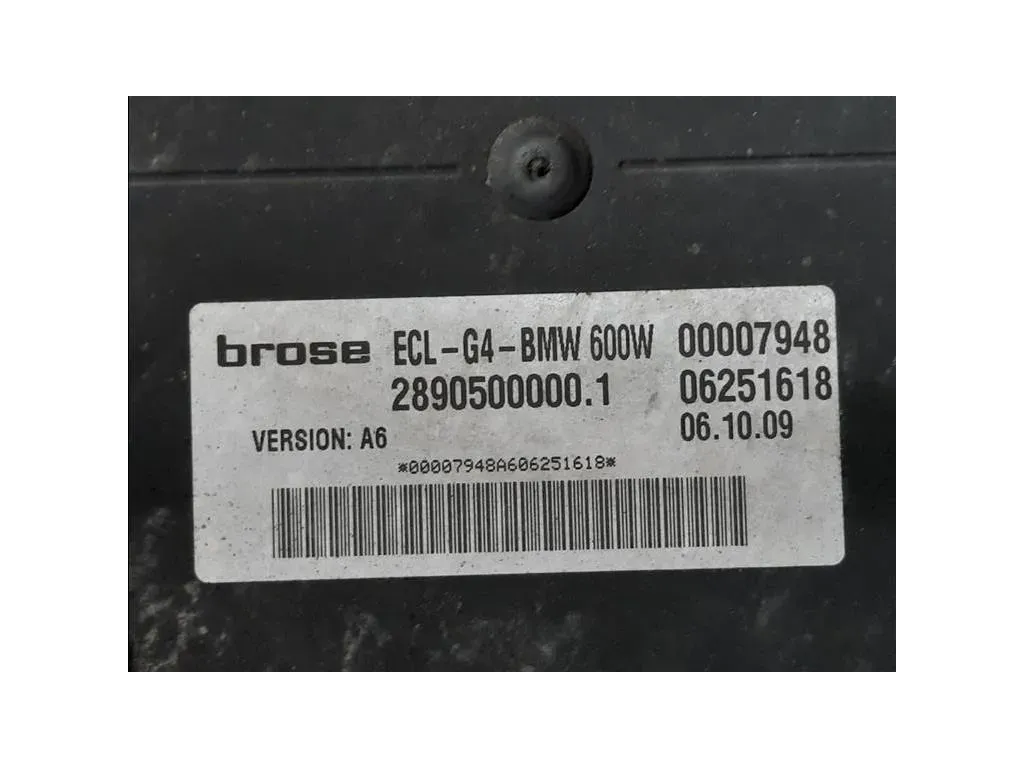 brose ECL-G4-BMW 600W 00007948
2890500000.1 06251618
VERSION: A6 06.10.09
*00007948A606251618*